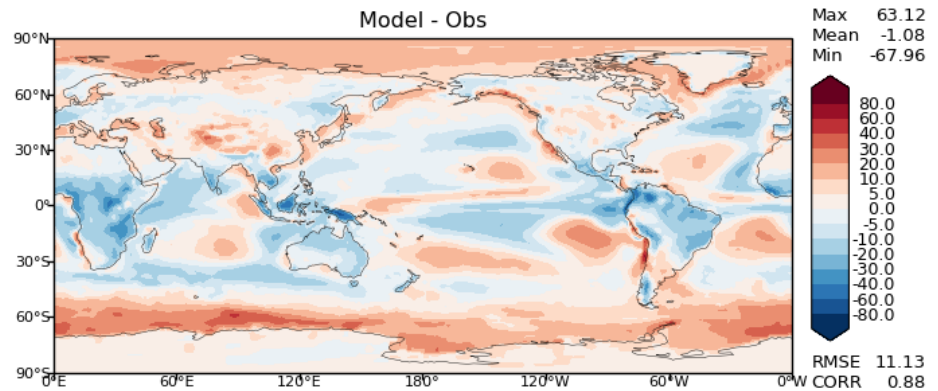 Model - Obs
Max 63.12
Mean -1.08
Min -67.96
90°N
60°N
30°N
0°
30°S
60°S
90°S
0°E 60°E 120°E 180° 120°W 60°W 0°W
80.0
60.0
40.0
30.0
20.0
10.0
5.0
0.0
-5.0
-10.0
-20.0
-30.0
-40.0
-60.0
-80.0
RMSE 11.13
CORR 0.88